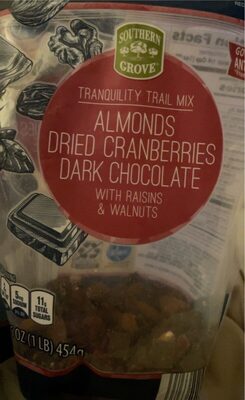 SOUTHERN
GROVE
TRANQUILITY TRAIL MIX
ALMONDS
DRIED CRANBERRIES
DARK CHOCOLATE
WITH RAISINS
& WALNUTS
11g
TOTAL
SUGARS
OZ (1 LB) 454g